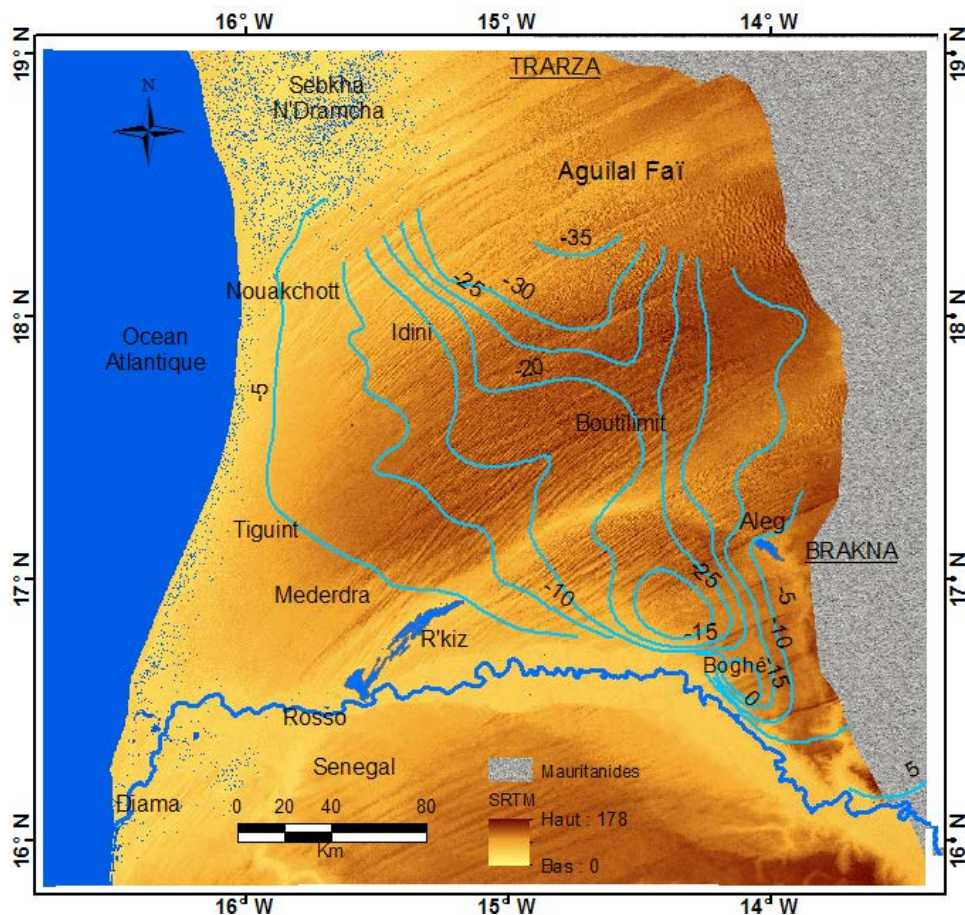 16° W 15° W 14° W
19° N 19° N
TRARZA
Sebkha
N'Dramcha
N
Aguilal Faï
-35
-30
-25
Nouakchott
18° N 18° N
Idini
Ocean
Atlantique
-20
-5
Boutilimit
Tiguint
Aleg
BRAKNA
-25
17° N 17° N
Mederdra
-5
-10
-10
-15
R'kiz
Boghé
-15
0
Rosso
Senegal
Mauritanides
5
SRTM
Diama
0 20 40 80
Haut : 178
Km
Bas : 0
16° N 16° N
16° W 15° W 14° W